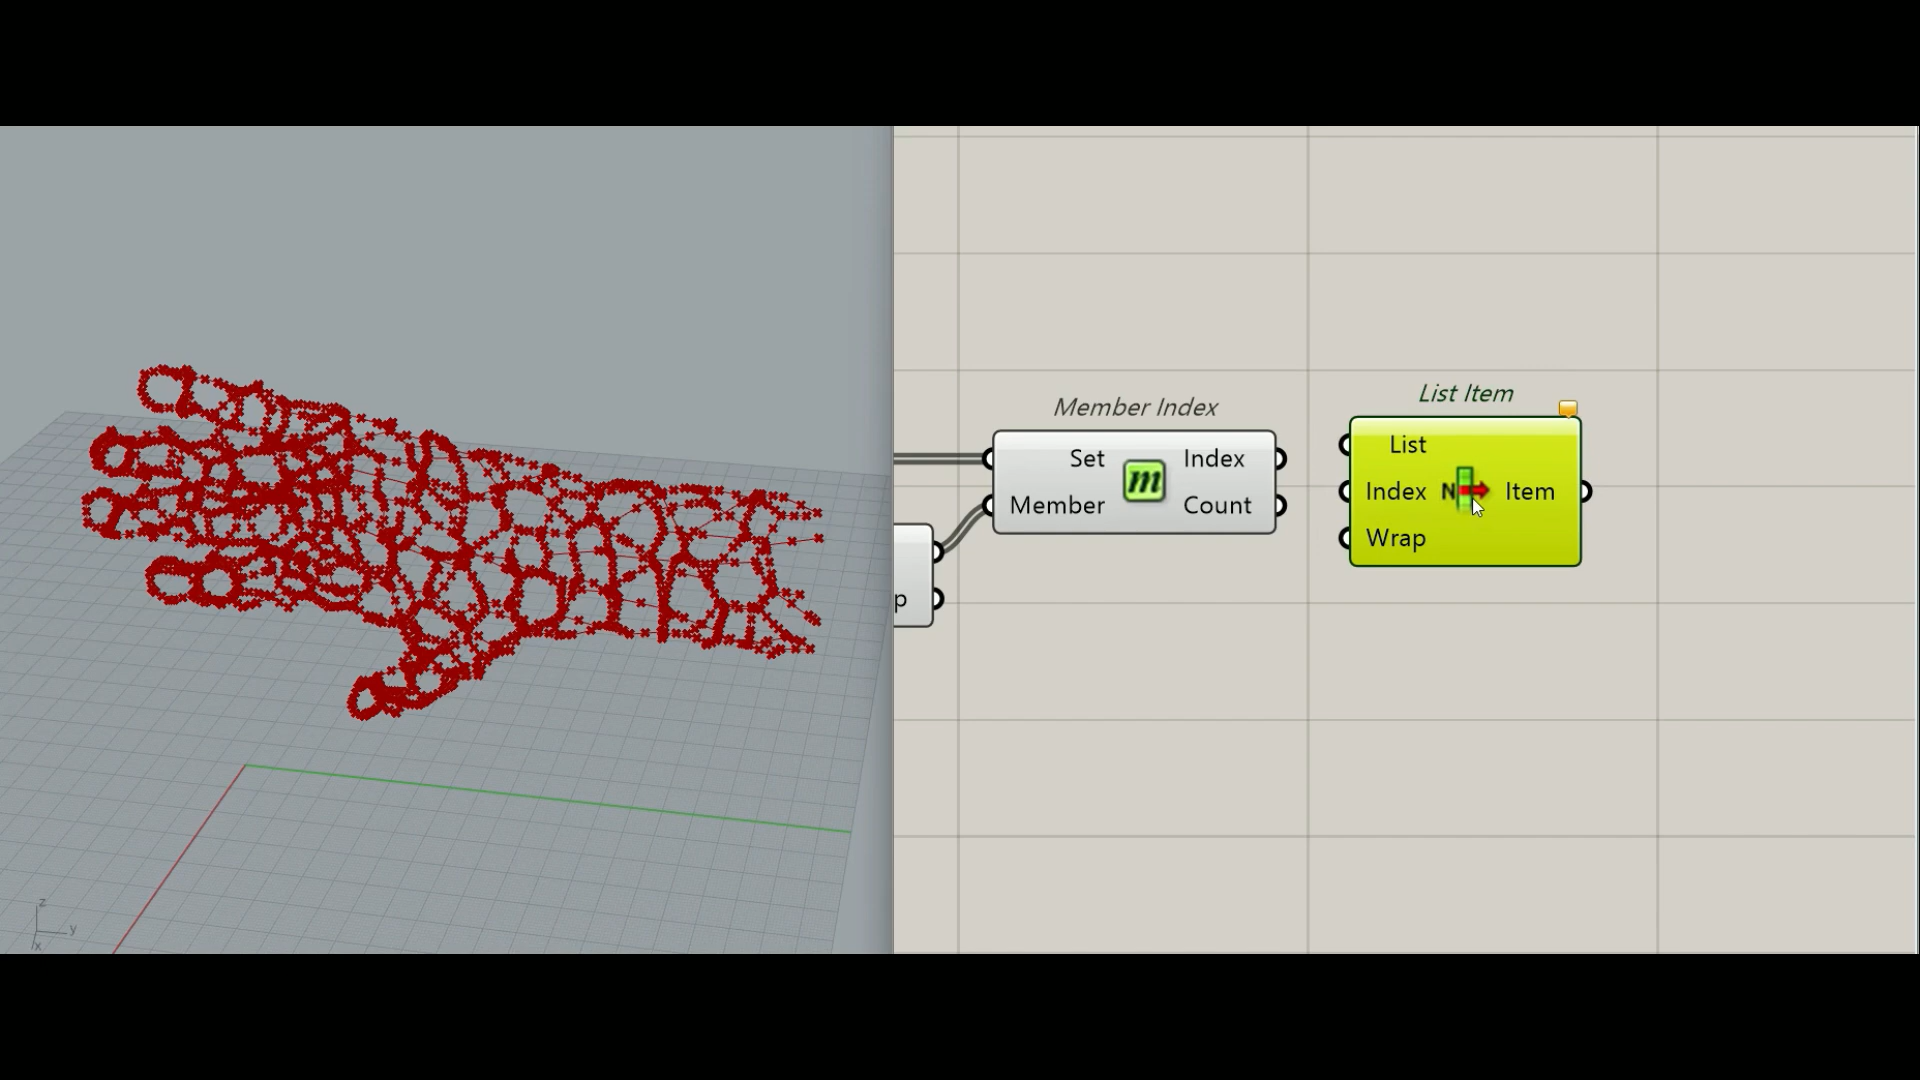 List Item
Member Index
List
Set
Index
Index
N
Item
Member
Count
Wrap
p
z
y
x